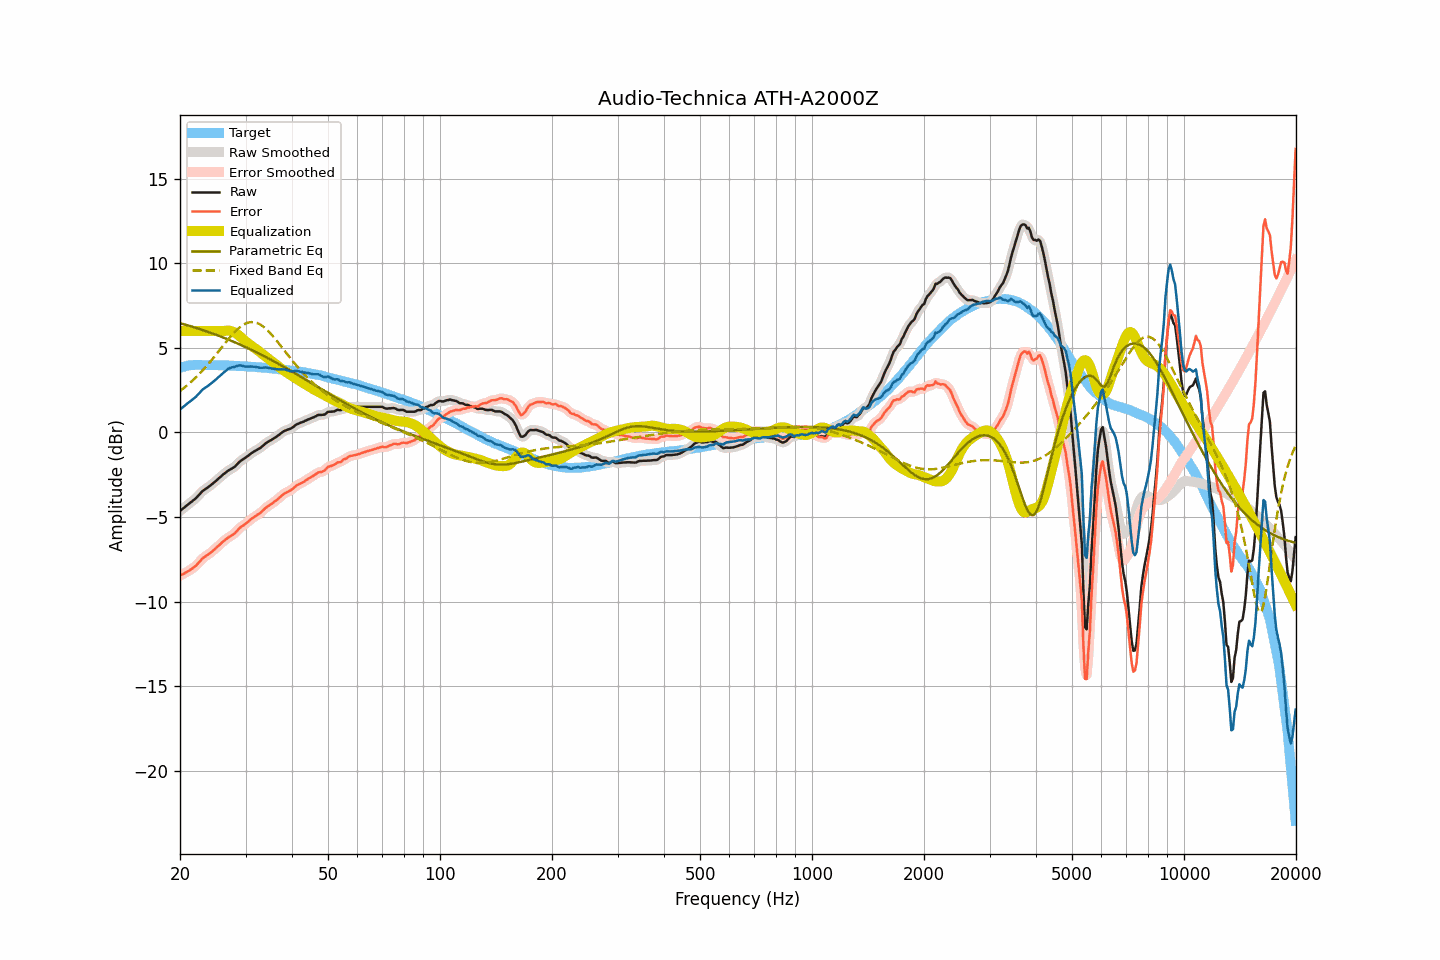 Audio-Technica ATH-A2000Z
Target
Raw Smoothed
Error Smoothed
Raw
Error
Equalization
Parametric Eq
Fixed Band Eq
Equalized
15
10
5
0
−5
−10
−15
−20
Amplitude (dBr)
20 50 100 200 500 1000 2000 5000 10000 20000
Frequency (Hz)